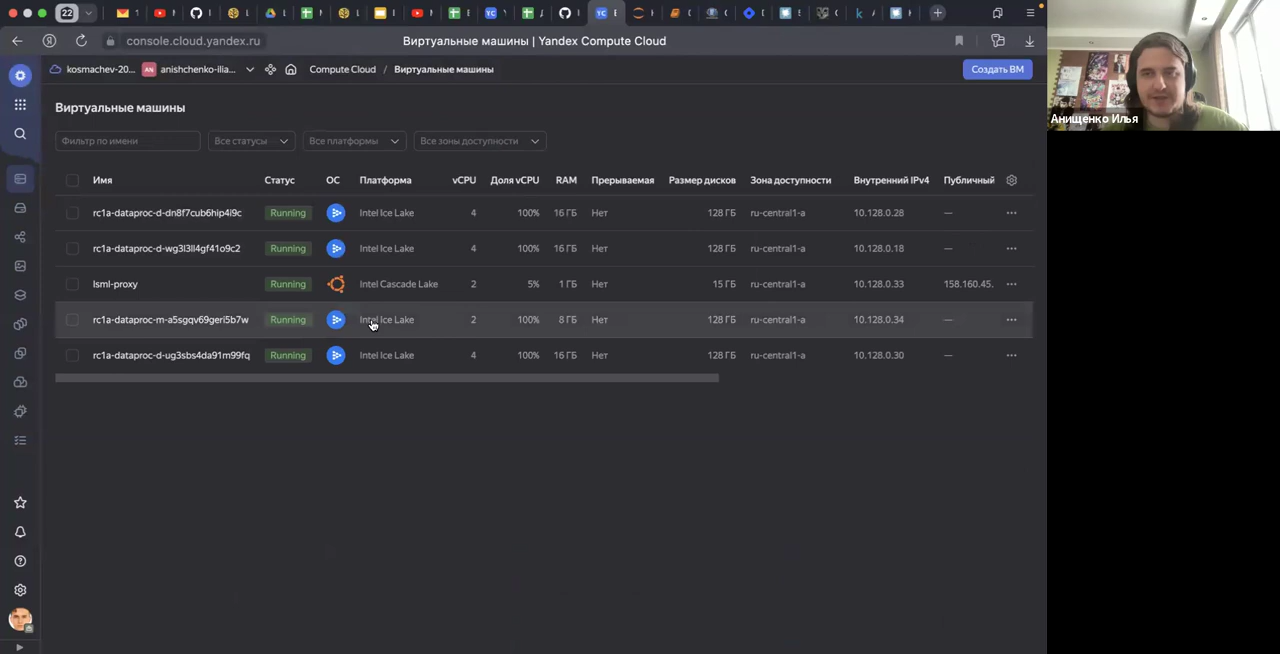 22
console.cloud.yandex.ru
Виртуальные машины | Yandex Compute Cloud
kosmachev-20...
AN
anishchenko-ilia...
Compute Cloud / Виртуальные машины
Создать ВМ
Виртуальные машины
Фильтр по имени
Все статусы
Все платформы
Все зоны доступности
Имя Статус ОС Платформа vCPU Доля vCPU RAM Прерываемая Размер дисков Зона доступности Внутренний IPv4 Публичный
rc1a-dataproc-d-dn8f7cub6hip4l9c Running Intel Ice Lake 4 100% 16 ГБ Нет 128 ГБ ru-central1-a 10.128.0.28 —
rc1a-dataproc-d-wg3l3ll4gf41o9c2 Running Intel Ice Lake 4 100% 16 ГБ Нет 128 ГБ ru-central1-a 10.128.0.18 —
lsml-proxy Running Intel Cascade Lake 2 5% 1 ГБ Нет 15 ГБ ru-central1-a 10.128.0.33 158.160.45.
rc1a-dataproc-m-a5sgqv69geri5b7w Running Intel Ice Lake 2 100% 8 ГБ Нет 128 ГБ ru-central1-a 10.128.0.34 —
rc1a-dataproc-d-ug3sbs4da91m99fq Running Intel Ice Lake 4 100% 16 ГБ Нет 128 ГБ ru-central1-a 10.128.0.30 —
Анищенко Илья